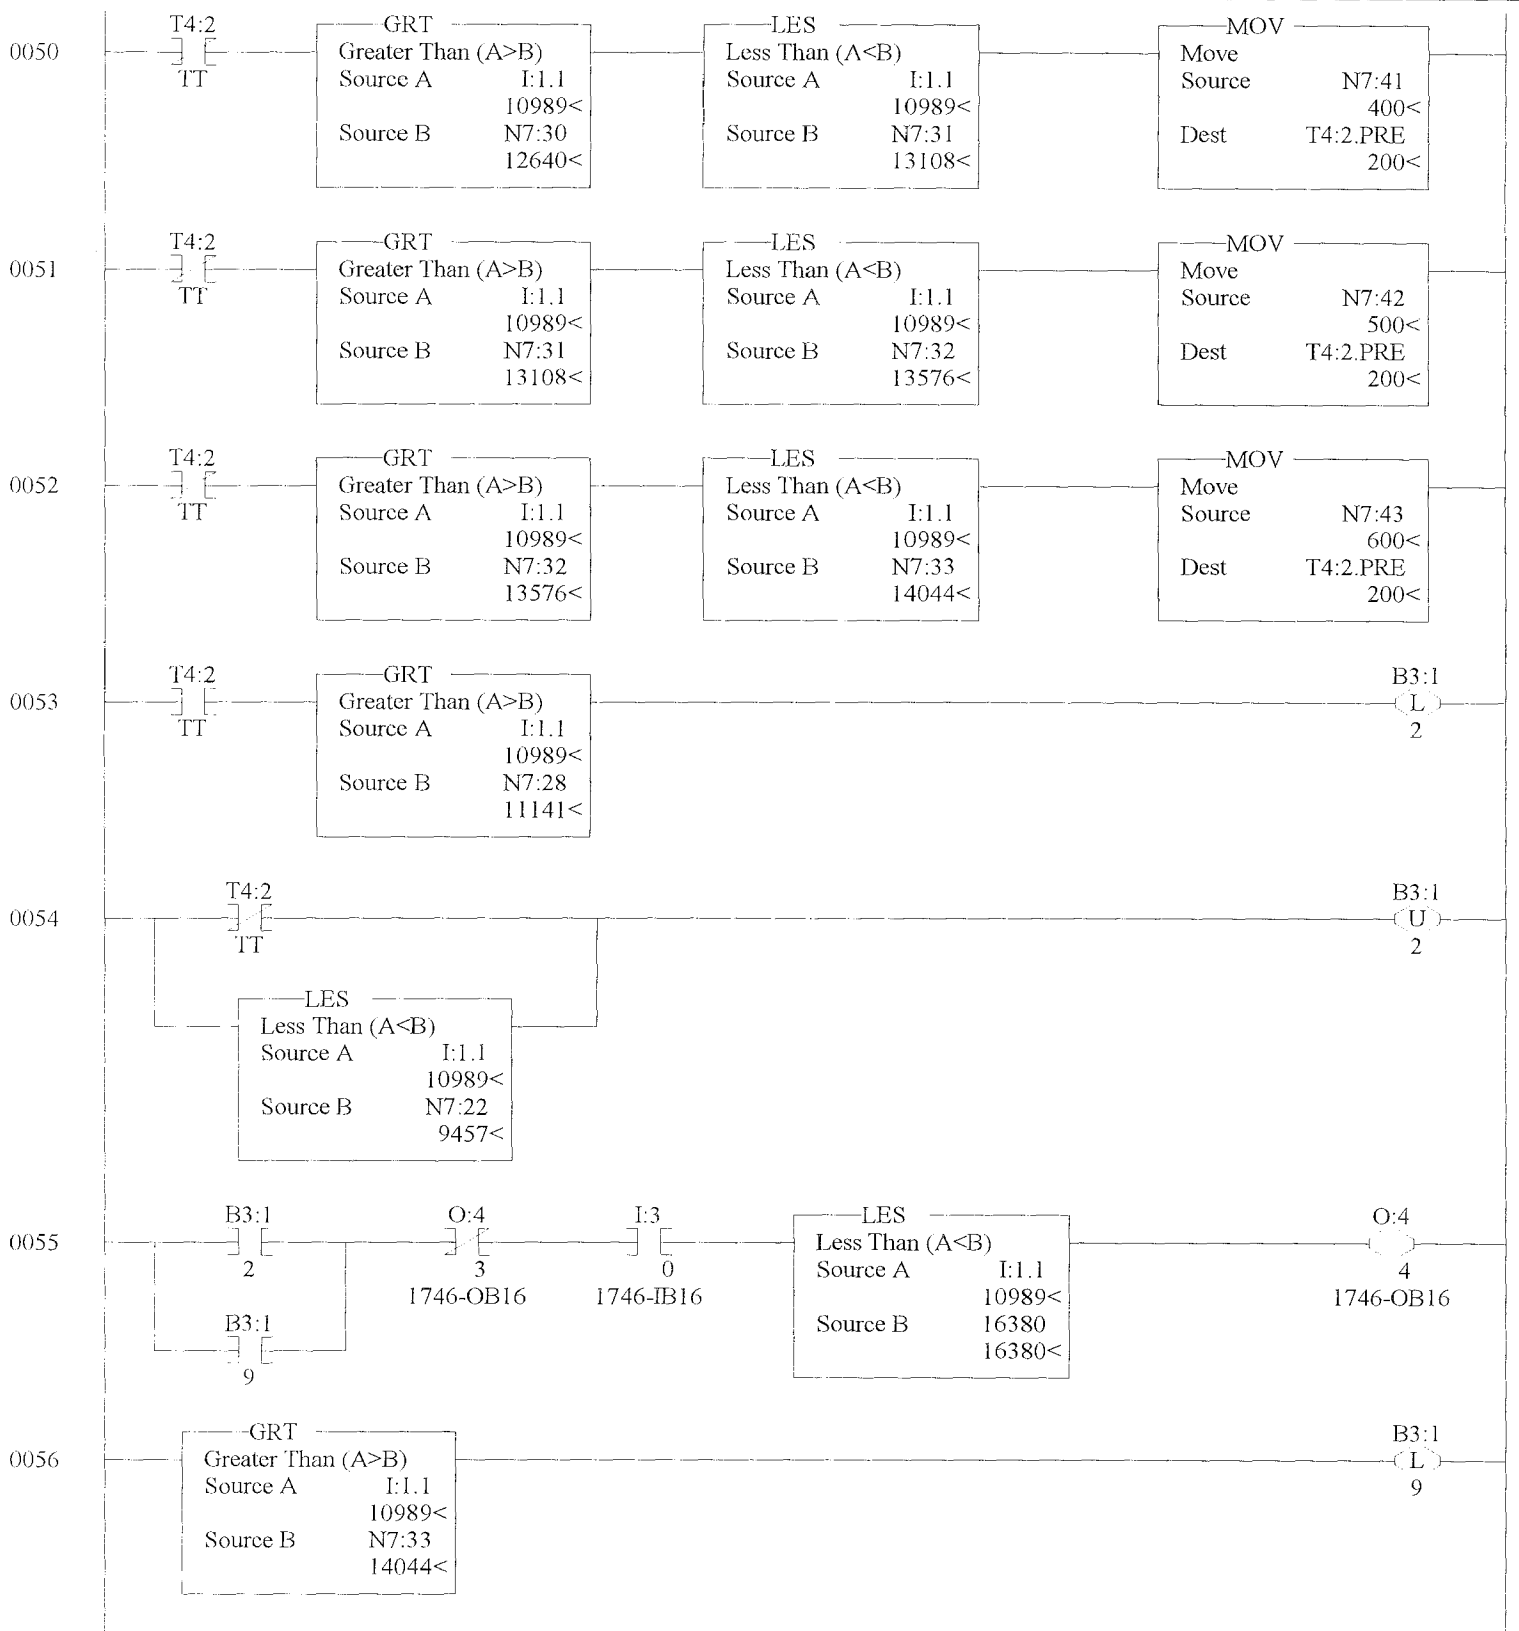 T4:2 GRT LES MOV
0050 Greater Than (A>B) Less Than (A<B) Move
TT Source A I:1.1 Source A I:1.1 Source N7:41
10989< 10989< 400<
Source B N7:30 Source B N7:31 Dest T4:2.PRE
12640< 13108< 200<
T4:2 GRT LES MOV
0051 Greater Than (A>B) Less Than (A<B) Move
TT Source A I:1.1 Source A I:1.1 Source N7:42
10989< 10989< 500<
Source B N7:31 Source B N7:32 Dest T4:2.PRE
13108< 13576< 200<
T4:2 GRT LES MOV
0052 Greater Than (A>B) Less Than (A<B) Move
TT Source A I:1.1 Source A I:1.1 Source N7:43
10989< 10989< 600<
Source B N7:32 Source B N7:33 Dest T4:2.PRE
13576< 14044< 200<
T4:2 GRT B3:1
0053 Greater Than (A>B) L
TT Source A I:1.1 2
10989<
Source B N7:28
11141<
T4:2 B3:1
0054 U
TT 2
LES
Less Than (A<B)
Source A I:1.1
10989<
Source B N7:22
9457<
B3:1 O:4 I:3 LES O:4
0055 Less Than (A<B)
2 3 0 Source A I:1.1 4
1746-OB16 1746-IB16 10989< 1746-OB16
B3:1 Source B 16380
16380<
9
GRT B3:1
0056 Greater Than (A>B) L
Source A I:1.1 9
10989<
Source B N7:33
14044<